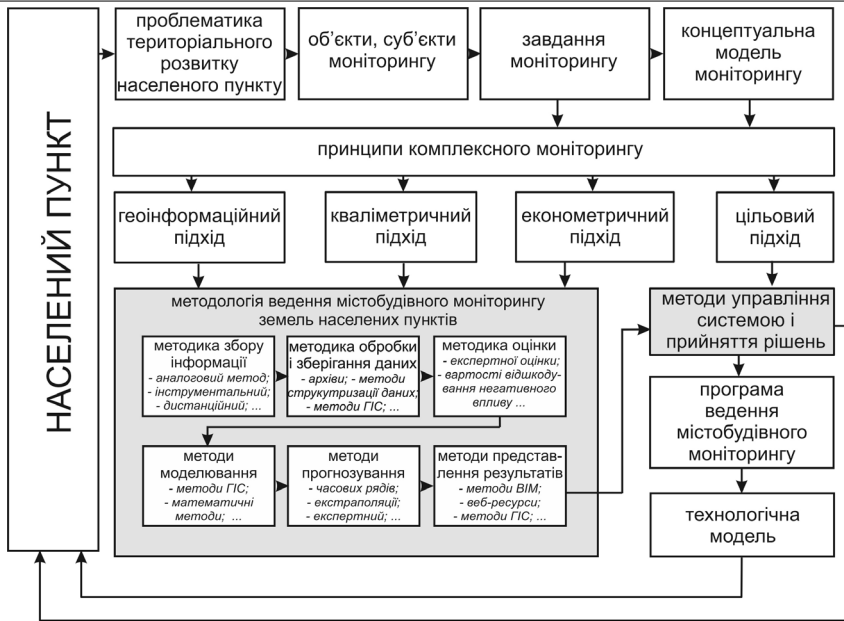 НАСЕЛЕНИЙ ПУНКТ
проблематика
територіального
розвитку
населеного пункту
об’єкти, суб’єкти
моніторингу
завдання
моніторингу
концептуальна
модель
моніторингу
принципи комплексного моніторингу
геоінформаційний
підхід
кваліметричний
підхід
економетричний
підхід
цільовий
підхід
методологія ведення містобудівного моніторингу
земель населених пунктів
методика збору
інформації
- аналоговий метод;
- інструментальний;
- дистанційний; ...
методика обробки
і зберігання даних
- архіви; - методи
струкутризації даних;
- методи ГІС; ...
методика оцінки
- експертної оцінки;
- вартості відшкоду-
вання негативного
впливу ...
методи
моделювання
- методи ГІС;
- математичні
методи; ...
методи
прогнозування
- часових рядів;
- екстраполяції;
- експертний; ...
методи представ-
лення результатів
- методи BIM;
- веб-ресурси;
- методи ГІС; ...
методи управління
системою і
прийняття рішень
програма
ведення
містобудівного
моніторингу
технологічна
модель